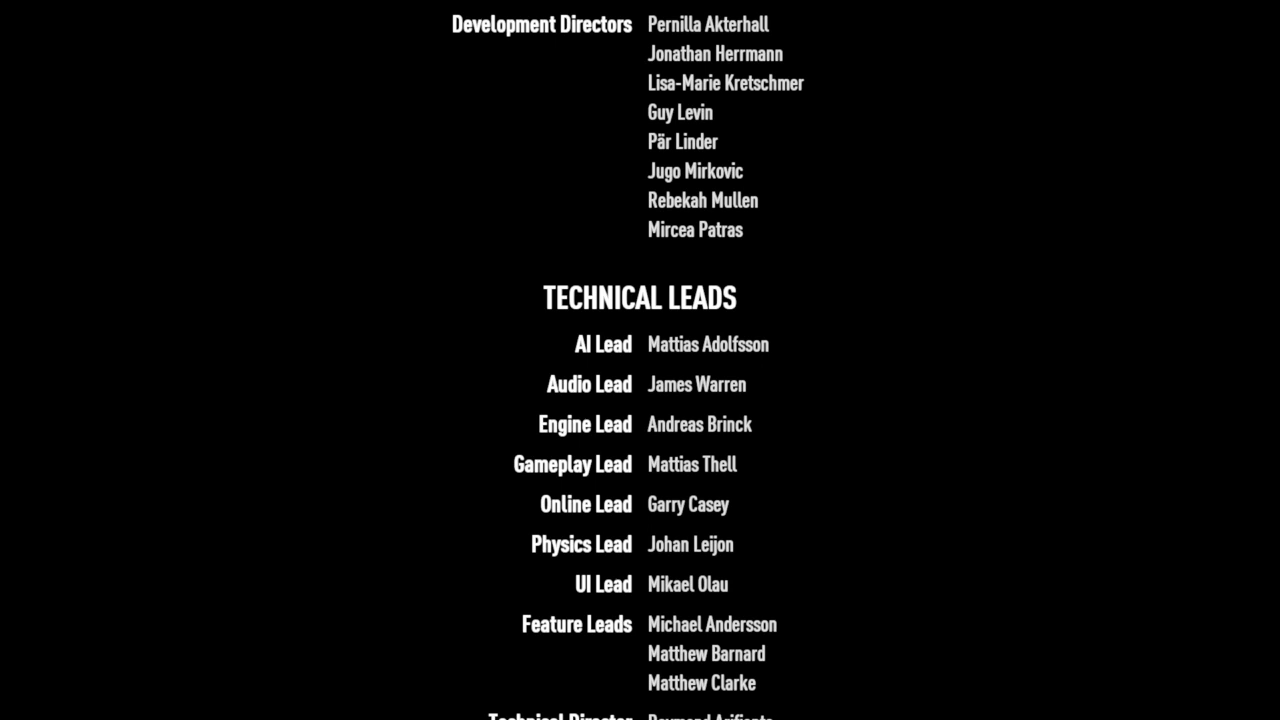 Development Directors Pernilla Akterhall
Jonathan Herrmann
Lisa-Marie Kretschmer
Guy Levin
Pär Linder
Jugo Mirkovic
Rebekah Mullen
Mircea Patras
TECHNICAL LEADS
AI Lead Mattias Adolfsson
Audio Lead James Warren
Engine Lead Andreas Brinck
Gameplay Lead Mattias Thell
Online Lead Garry Casey
Physics Lead Johan Leijon
UI Lead Mikael Olau
Feature Leads Michael Andersson
Matthew Barnard
Matthew Clarke
Technical Director